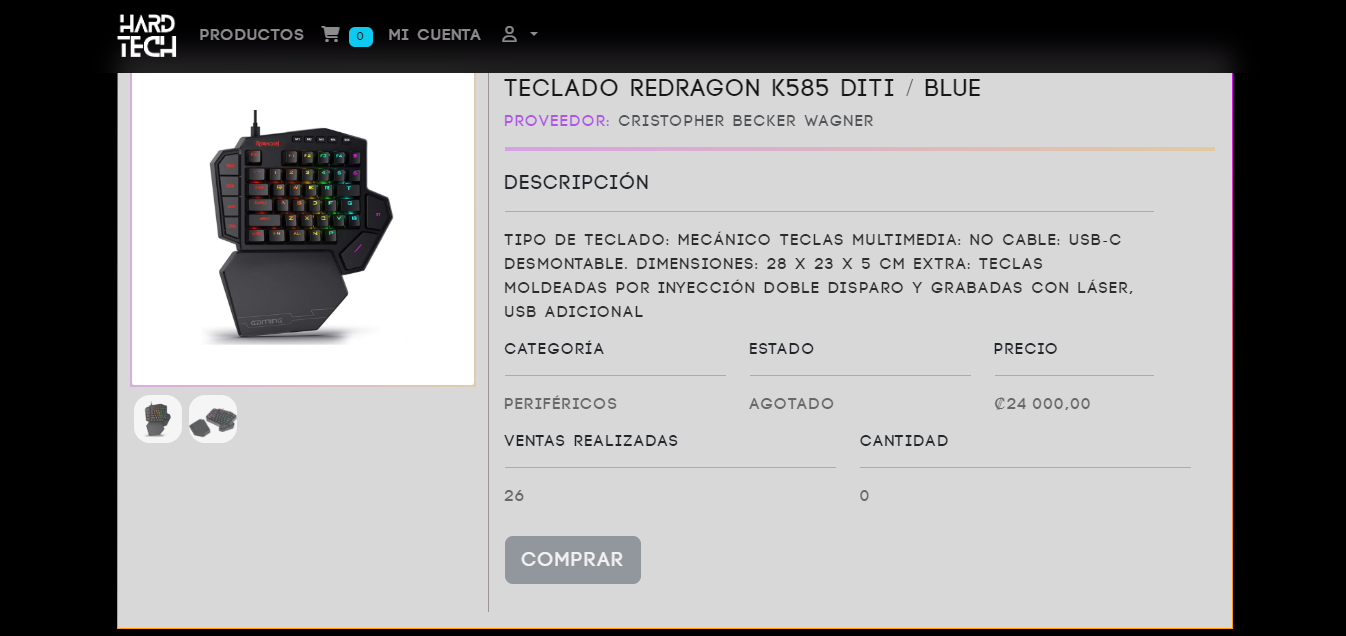 HARD
TECH
PRODUCTOS 0 MI CUENTA
TECLADO REDRAGON K585 DITI / BLUE
PROVEEDOR: CRISTOPHER BECKER WAGNER
DESCRIPCIÓN
TIPO DE TECLADO: MECÁNICO TECLAS MULTIMEDIA: NO CABLE: USB-C
DESMONTABLE. DIMENSIONES: 28 X 23 X 5 CM EXTRA: TECLAS
MOLDEADAS POR INYECCIÓN DOBLE DISPARO Y GRABADAS CON LÁSER,
USB ADICIONAL
CATEGORÍA ESTADO PRECIO
PERIFÉRICOS AGOTADO ₡24 000,00
VENTAS REALIZADAS CANTIDAD
26 0
COMPRAR